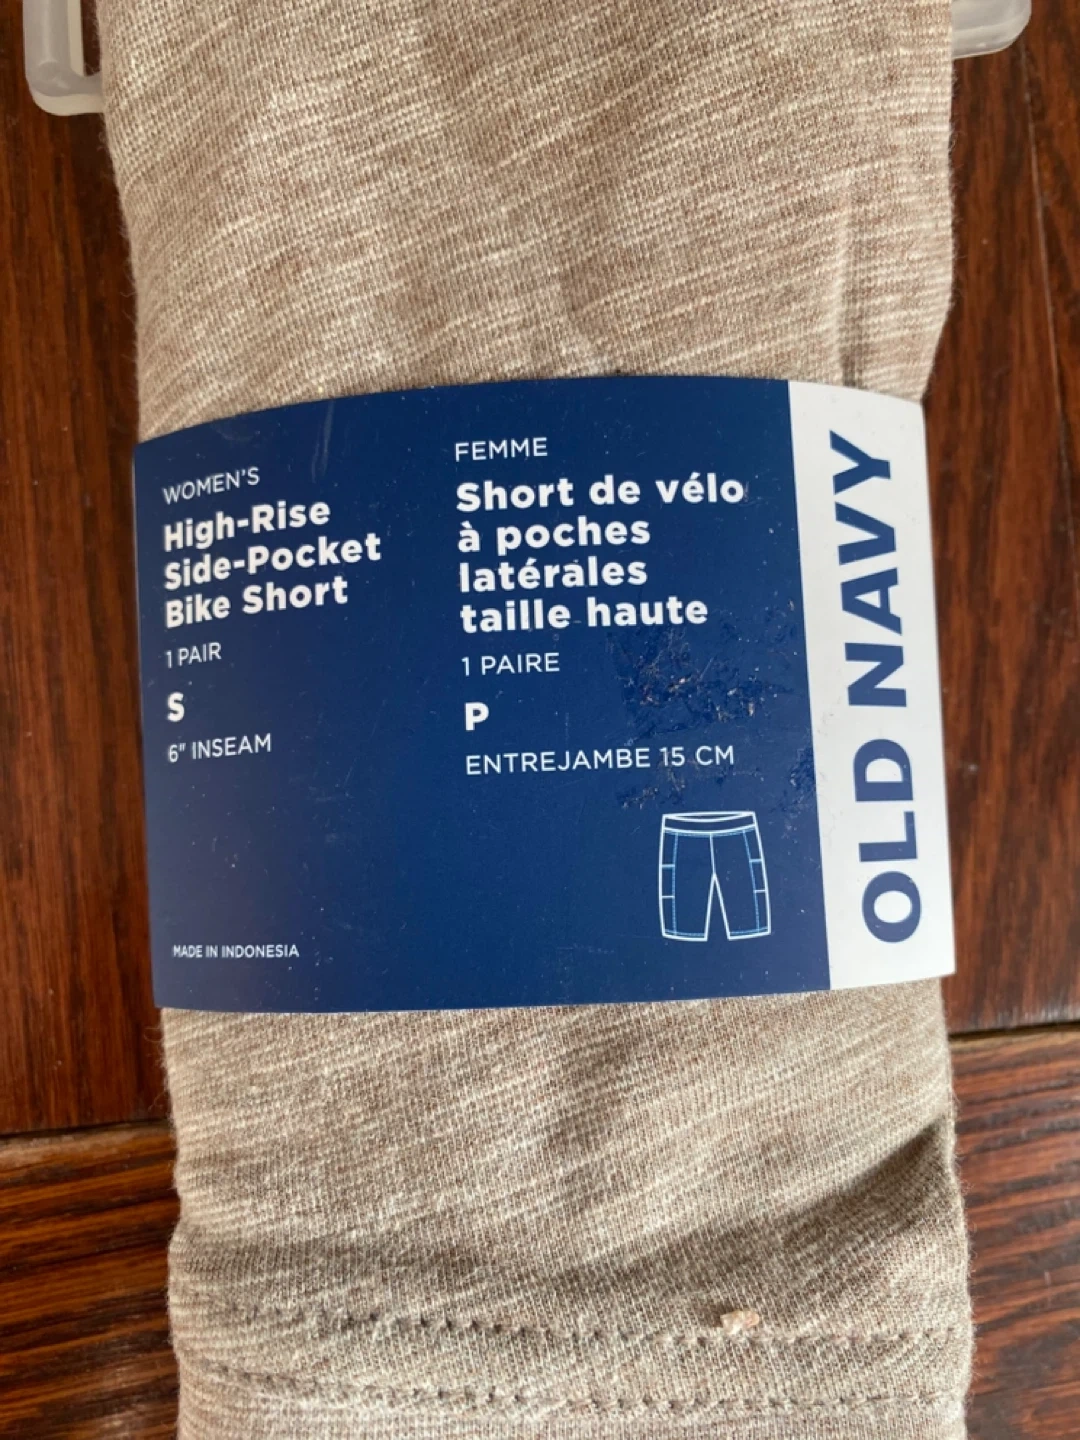 WOMEN'S
High-Rise
Side-Pocket
Bike Short
1 PAIR
S
6" INSEAM
MADE IN INDONESIA
FEMME
Short de vélo
à poches
latérales
taille haute
1 PAIRE
P
ENTREJAMBE 15 CM
OLD NAVY